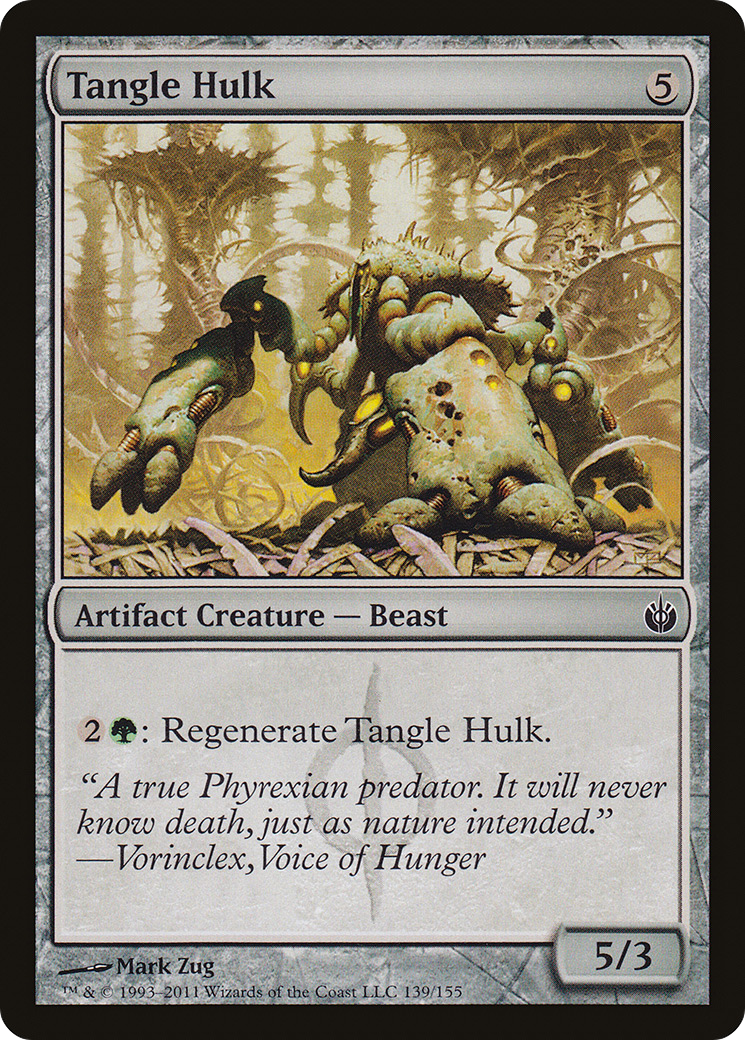 Tangle Hulk
5
Artifact Creature — Beast
2: Regenerate Tangle Hulk.
“A true Phyrexian predator. It will never
know death, just as nature intended.”
—Vorinclex, Voice of Hunger
5/3
Mark Zug
™ & © 1993–2011 Wizards of the Coast LLC 139/155